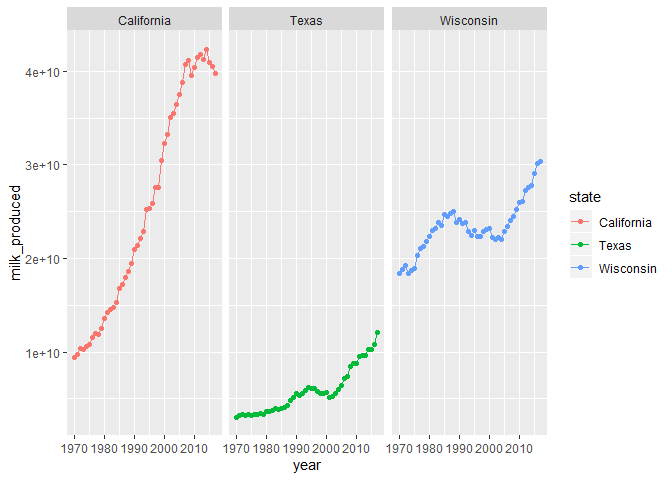 California
Texas
Wisconsin
milk_produced
4e+10
3e+10
2e+10
1e+10
1970 1980 1990 2000 2010
1970 1980 1990 2000 2010
1970 1980 1990 2000 2010
year
state
California
Texas
Wisconsin